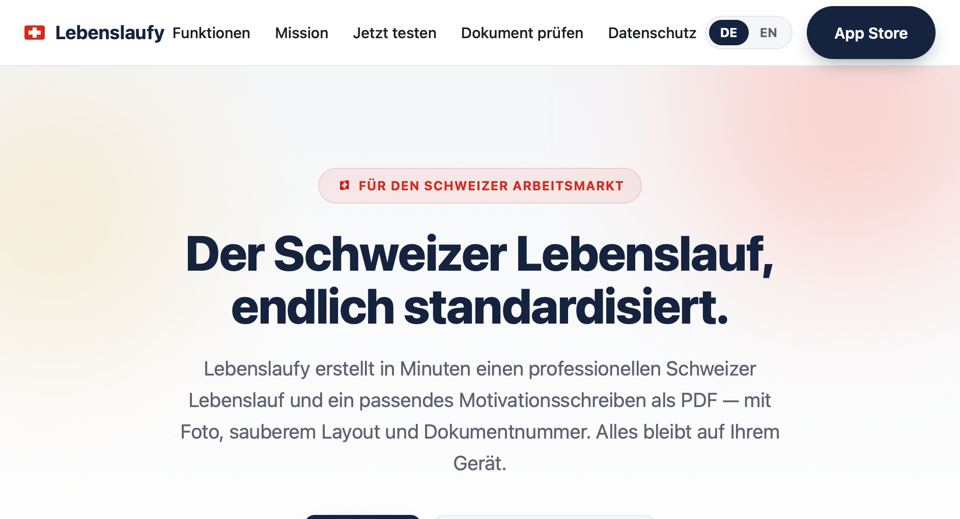 Lebenslaufy Funktionen Mission Jetzt testen Dokument prüfen Datenschutz DE EN App Store
FÜR DEN SCHWEIZER ARBEITSMARKT
Der Schweizer Lebenslauf,
endlich standardisiert.
Lebenslaufy erstellt in Minuten einen professionellen Schweizer
Lebenslauf und ein passendes Motivationsschreiben als PDF — mit
Foto, sauberem Layout und Dokumentnummer. Alles bleibt auf Ihrem
Gerät.